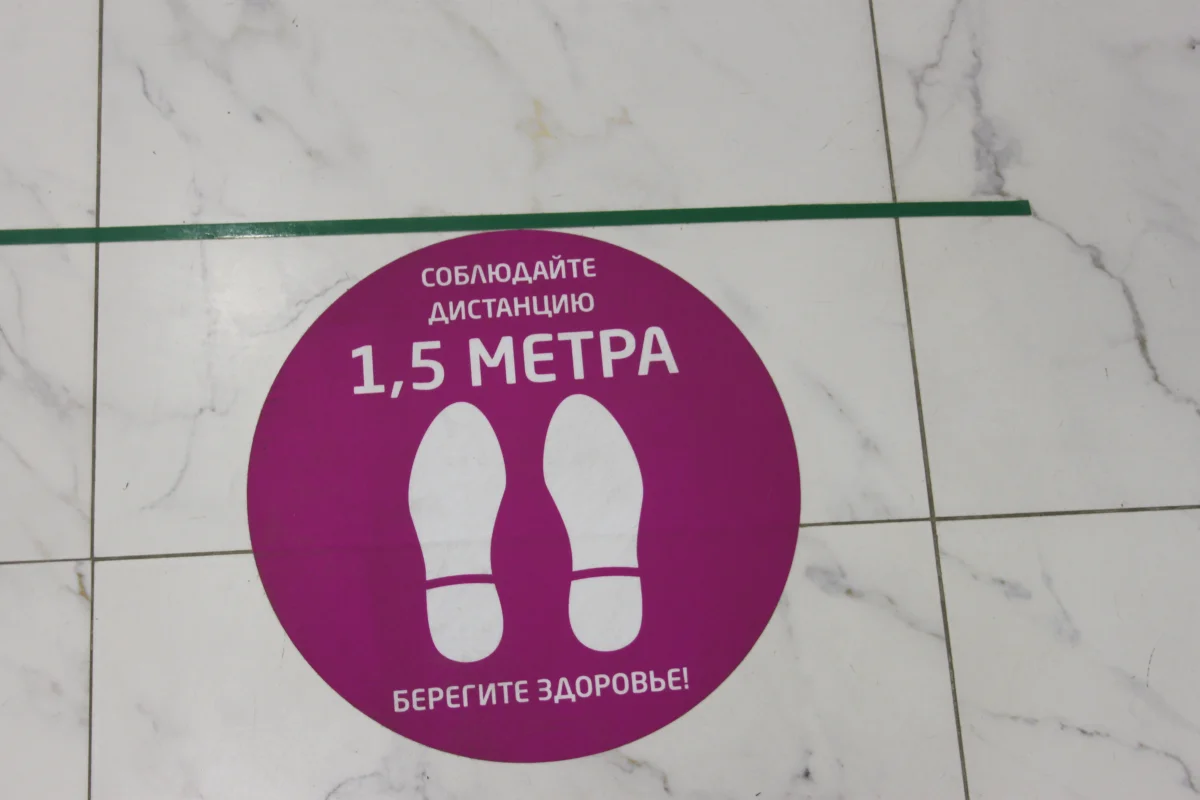 СОБЛЮДАЙТЕ
ДИСТАНЦИЮ
1,5 МЕТРА
БЕРЕГИТЕ ЗДОРОВЬЕ!